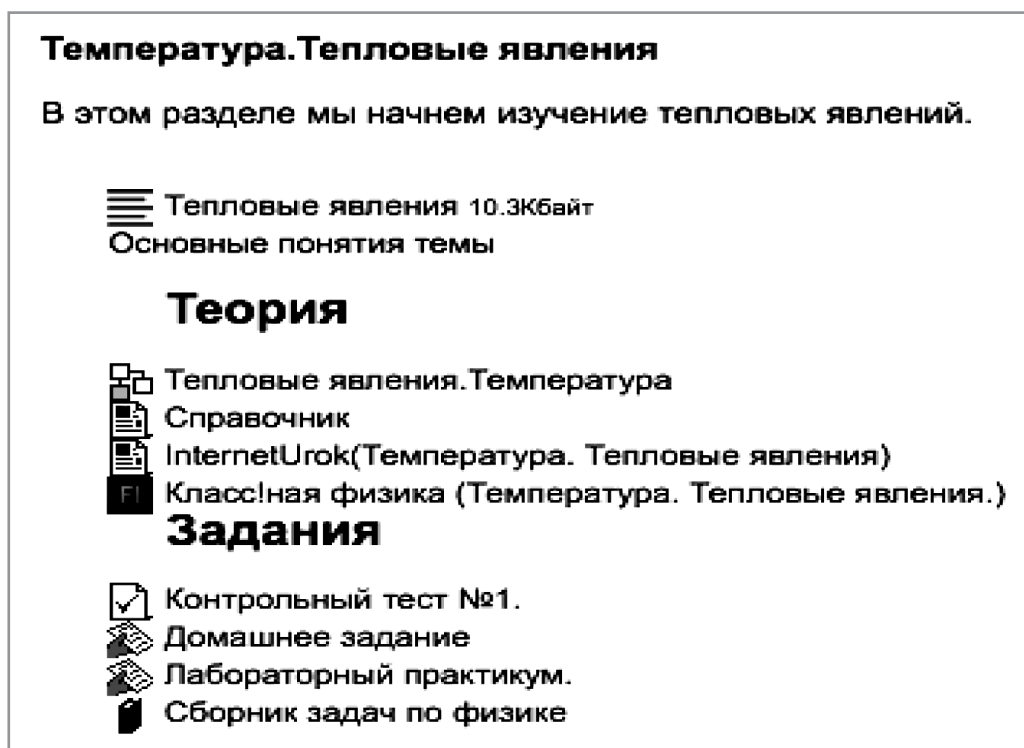 Температура.Тепловые явления
В этом разделе мы начнем изучение тепловых явлений.
Тепловые явления 10.3Кбайт
Основные понятия темы
Теория
Тепловые явления.Температура
Справочник
InternetUrok(Температура. Тепловые явления)
FI Класс!ная физика (Температура. Тепловые явления.)
Задания
Контрольный тест №1.
Домашнее задание
Лабораторный практикум.
Сборник задач по физике